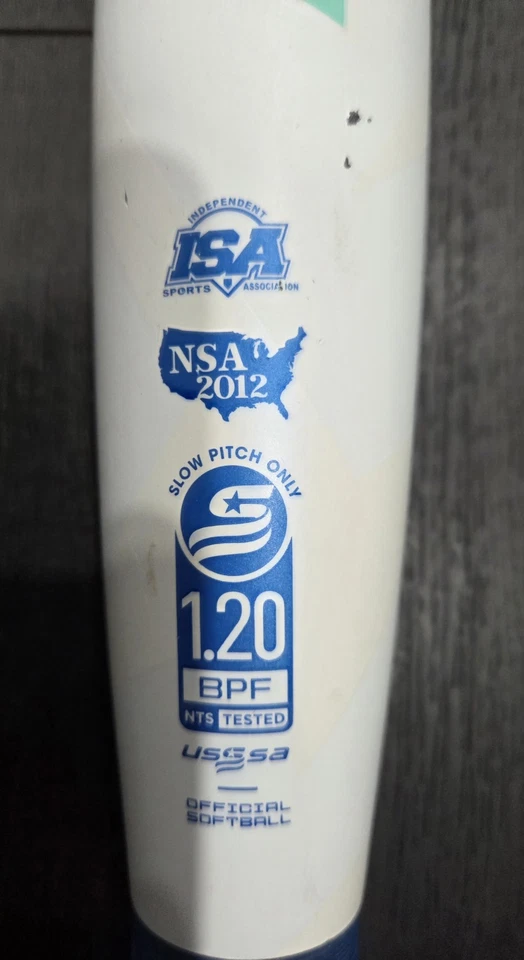 INDEPENDENT
ISA
SPORTS ASSOCIATION
NSA
2012
SLOW PITCH ONLY
1.20
BPF
NTS TESTED
USSSA
OFFICIAL
SOFTBALL